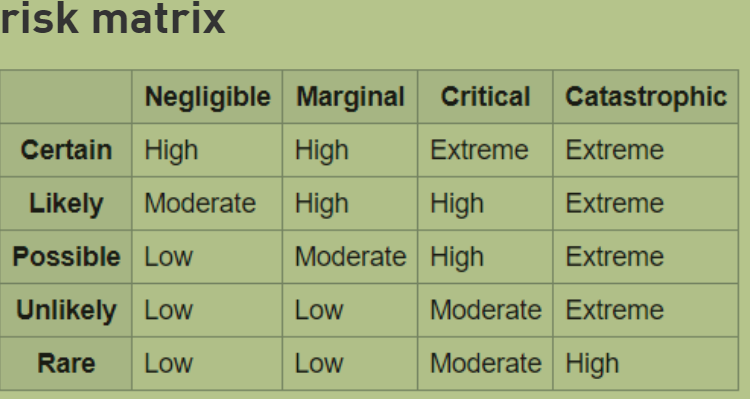 risk matrix
Negligible Marginal Critical Catastrophic
Certain High High Extreme Extreme
Likely Moderate High High Extreme
Possible Low Moderate High Extreme
Unlikely Low Low Moderate Extreme
Rare Low Low Moderate High